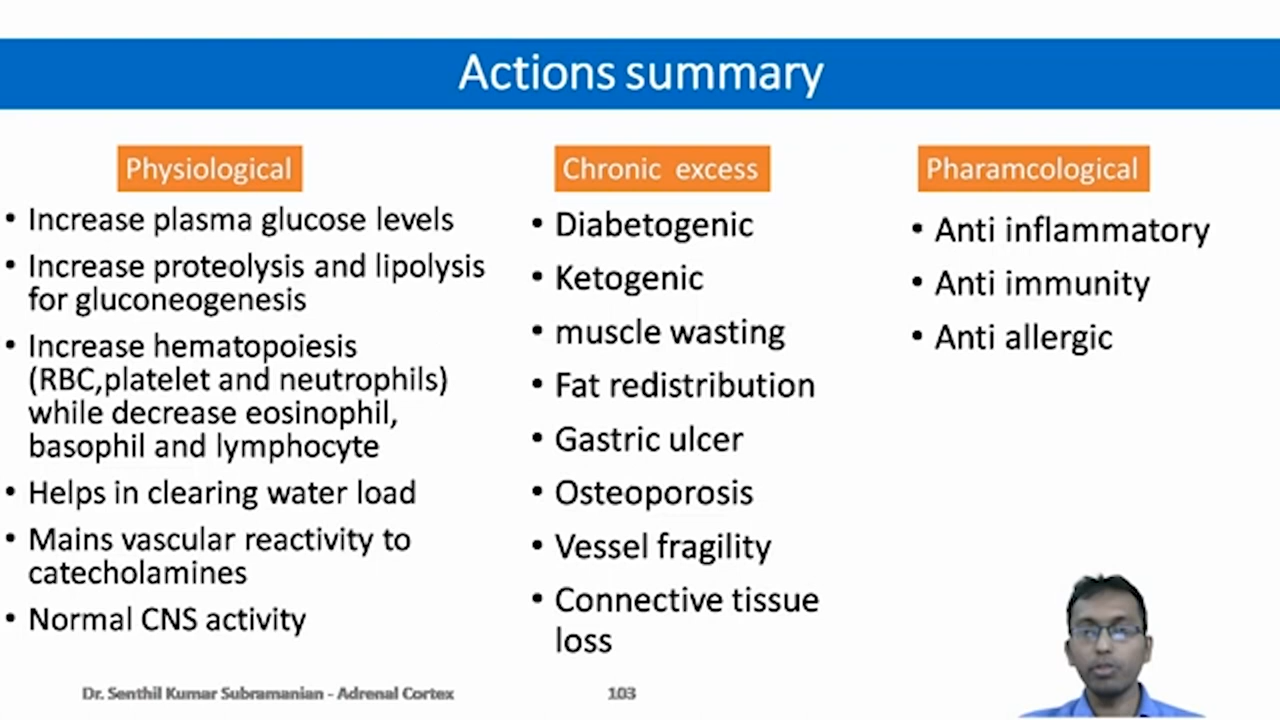 Actions summary
Physiological
• Increase plasma glucose levels
• Increase proteolysis and lipolysis
for gluconeogenesis
• Increase hematopoiesis
(RBC,platelet and neutrophils)
while decrease eosinophil,
basophil and lymphocyte
• Helps in clearing water load
• Mains vascular reactivity to
catecholamines
• Normal CNS activity
Chronic excess
• Diabetogenic
• Ketogenic
• muscle wasting
• Fat redistribution
• Gastric ulcer
• Osteoporosis
• Vessel fragility
• Connective tissue
loss
Pharamcological
• Anti inflammatory
• Anti immunity
• Anti allergic
Dr. Senthil Kumar Subramanian - Adrenal Cortex
103